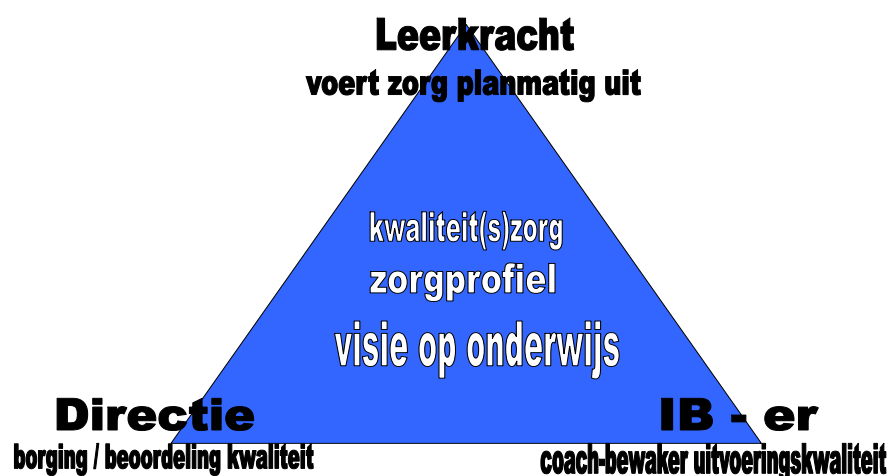 Leerkracht
voert zorg planmatig uit
kwaliteit(s)zorg
zorgprofiel
visie op onderwijs
Directie
borging / beoordeling kwaliteit
IB - er
coach-bewaker uitvoeringskwaliteit